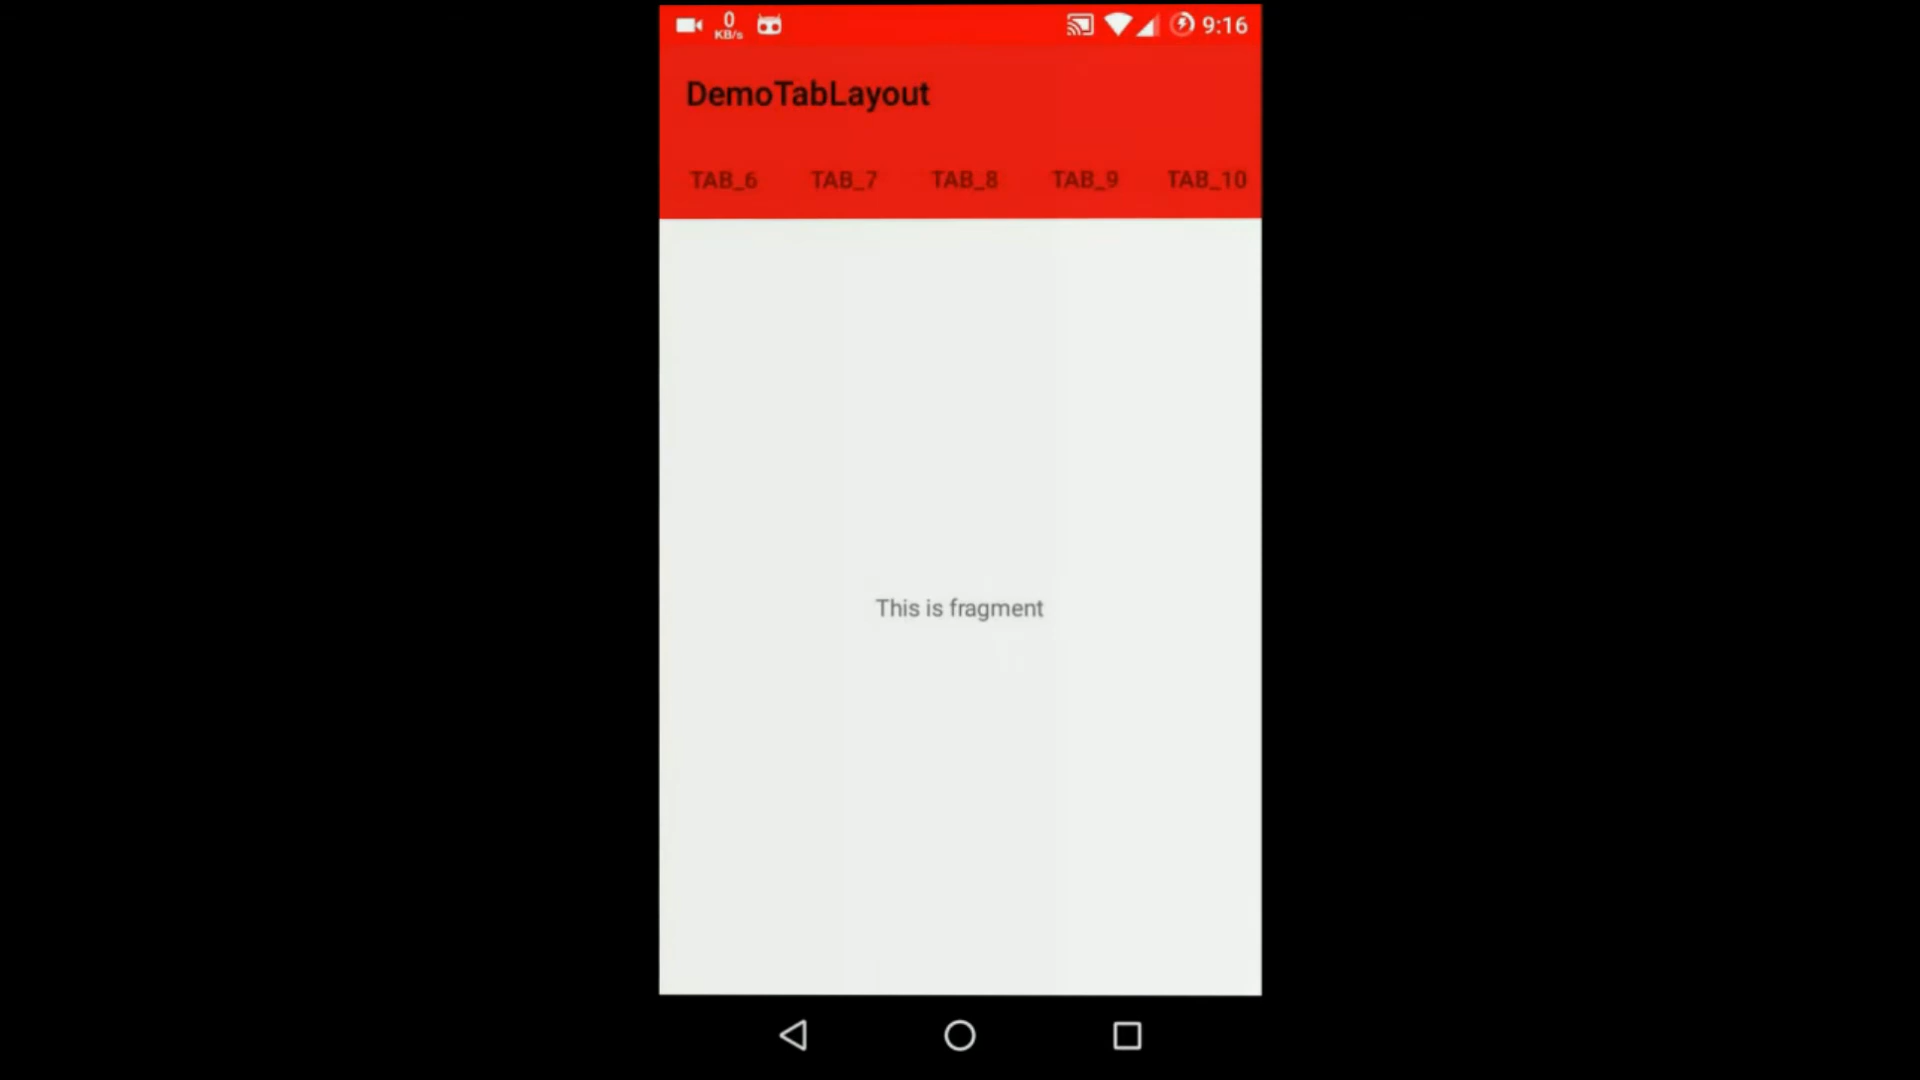 0 KB/s 9:16
DemoTabLayout
TAB_6 TAB_7 TAB_8 TAB_9 TAB_10
This is fragment